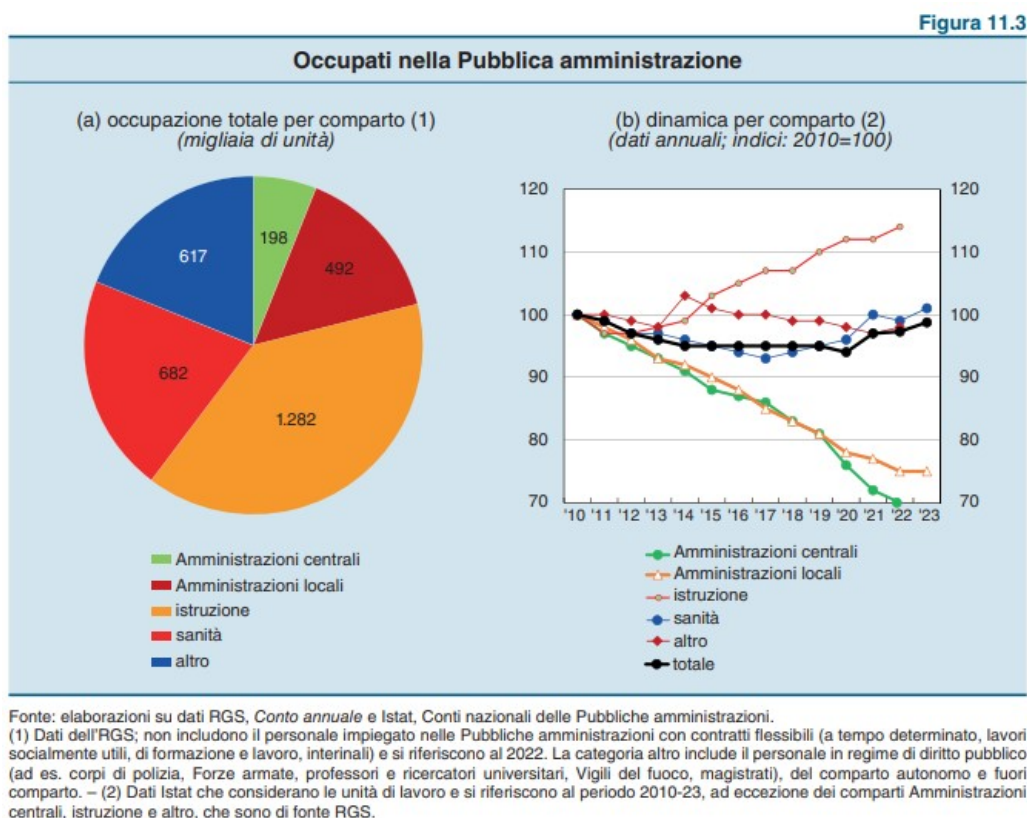 Figura 11.3
Occupati nella Pubblica amministrazione
(a) occupazione totale per comparto (1)
(migliaia di unità)
198
492
1.282
682
617
Amministrazioni centrali
Amministrazioni locali
istruzione
sanità
altro
(b) dinamica per comparto (2)
(dati annuali; indici: 2010=100)
120 120
110 110
100 100
90 90
80 80
70 70
'10 '11 '12 '13 '14 '15 '16 '17 '18 '19 '20 '21 '22 '23
Amministrazioni centrali
Amministrazioni locali
istruzione
sanità
altro
totale
Fonte: elaborazioni su dati RGS, Conto annuale e Istat, Conti nazionali delle Pubbliche amministrazioni.
(1) Dati dell'RGS; non includono il personale impiegato nelle Pubbliche amministrazioni con contratti flessibili (a tempo determinato, lavori
socialmente utili, di formazione e lavoro, interinali) e si riferiscono al 2022. La categoria altro include il personale in regime di diritto pubblico
(ad es. corpi di polizia, Forze armate, professori e ricercatori universitari, Vigili del fuoco, magistrati), del comparto autonomo e fuori
comparto. – (2) Dati Istat che considerano le unità di lavoro e si riferiscono al periodo 2010-23, ad eccezione dei comparti Amministrazioni
centrali, istruzione e altro, che sono di fonte RGS.